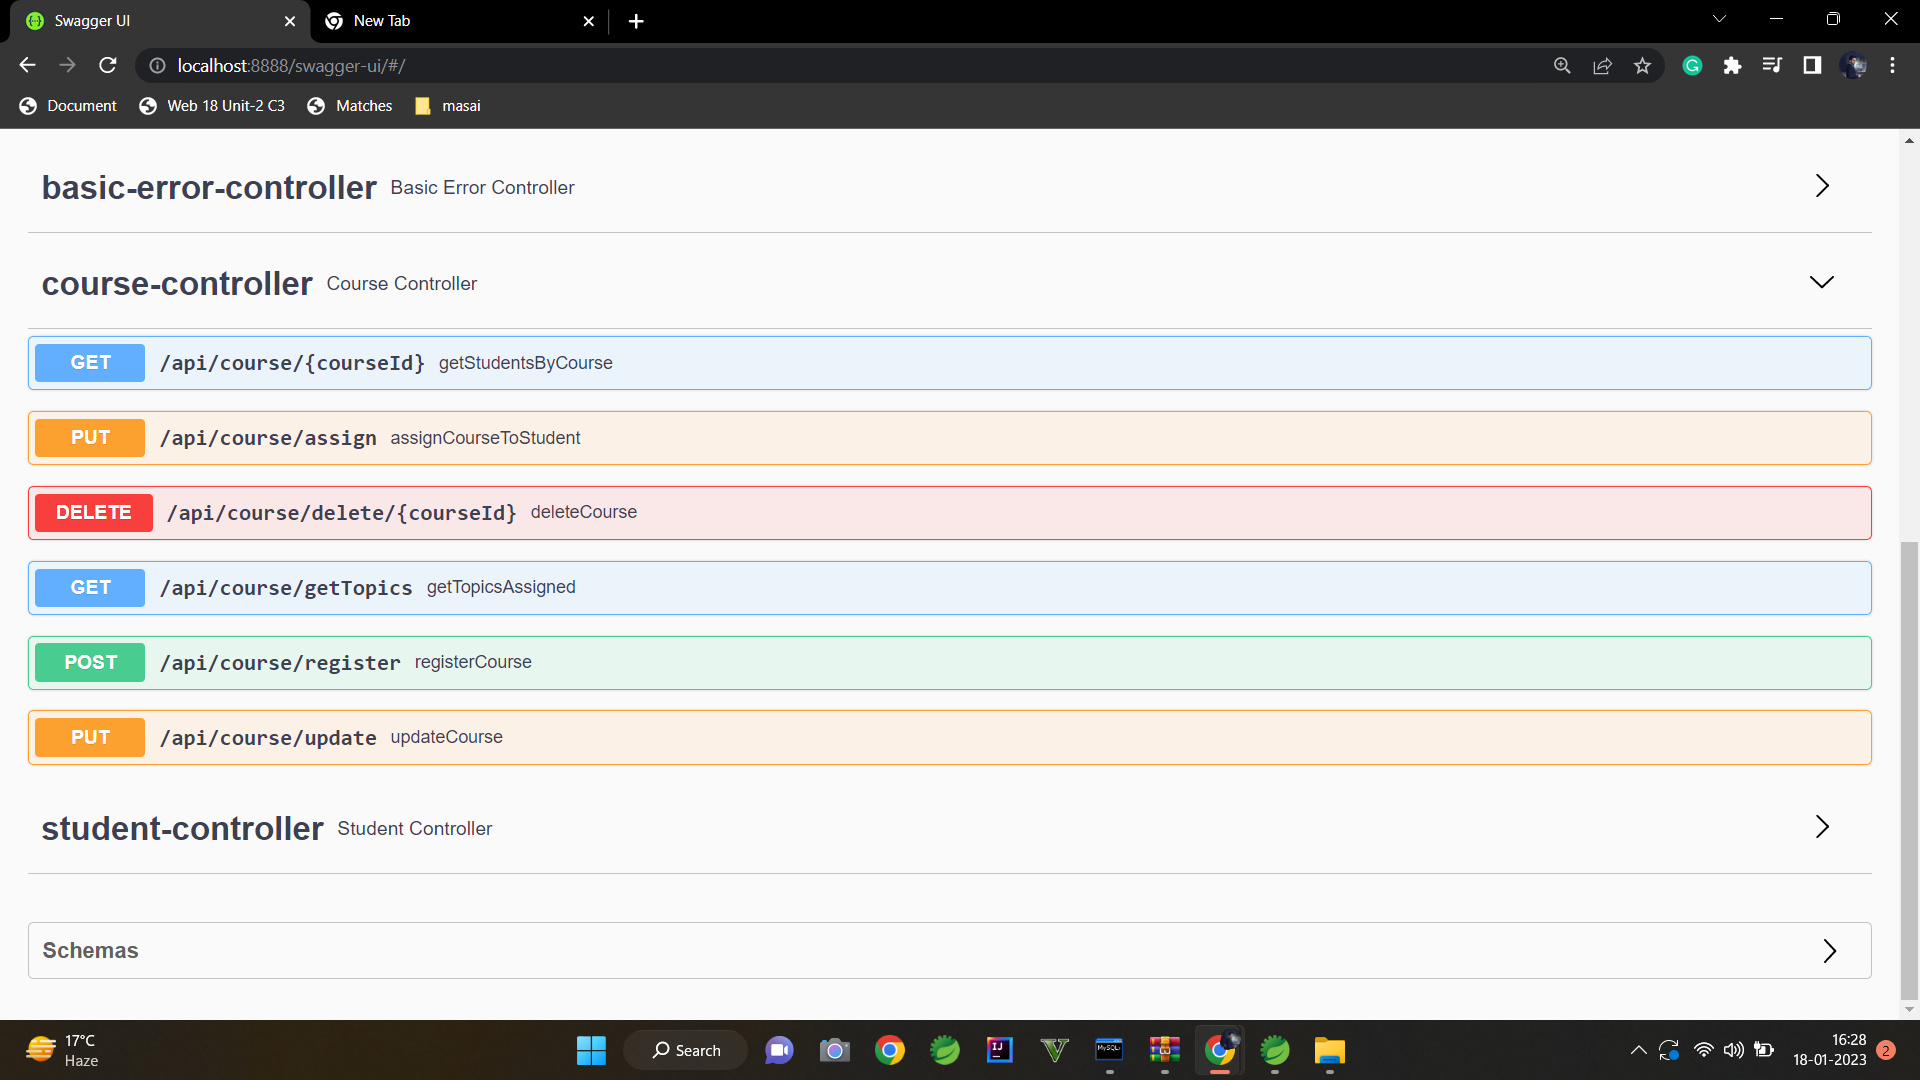 Swagger UI
New Tab
localhost:8888/swagger-ui/#/
Document
Web 18 Unit-2 C3
Matches
masai
basic-error-controller Basic Error Controller
course-controller Course Controller
GET /api/course/{courseId} getStudentsByCourse
PUT /api/course/assign assignCourseToStudent
DELETE /api/course/delete/{courseId} deleteCourse
GET /api/course/getTopics getTopicsAssigned
POST /api/course/register registerCourse
PUT /api/course/update updateCourse
student-controller Student Controller
Schemas
17°C
Haze
Search
MySQL
16:28
18-01-2023
2